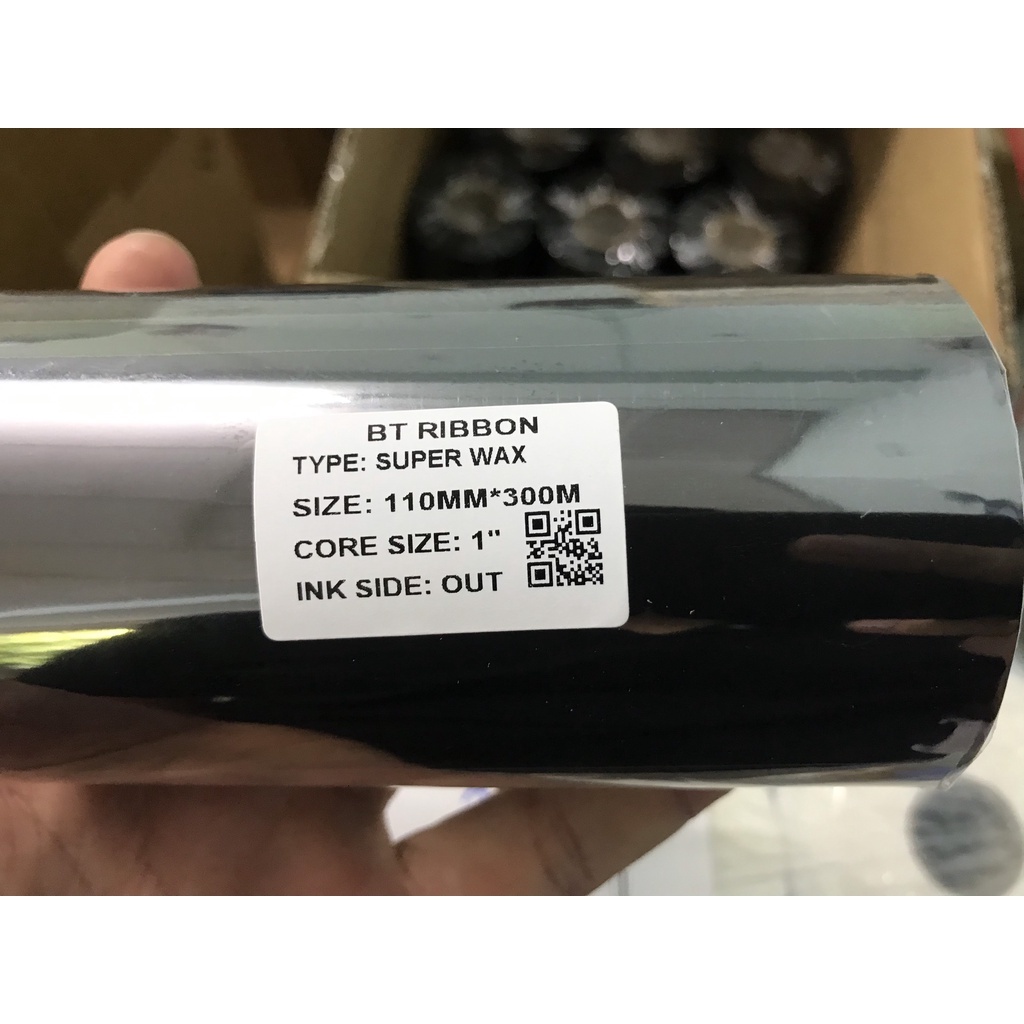 BT RIBBON
TYPE: SUPER WAX
SIZE: 110MM*300M
CORE SIZE: 1"
INK SIDE: OUT